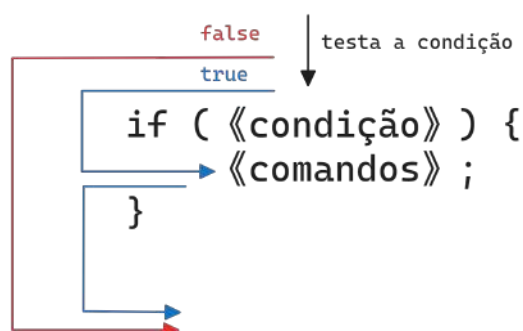 false
testa a condição
true
if (《condição》) {
《comandos》;
}